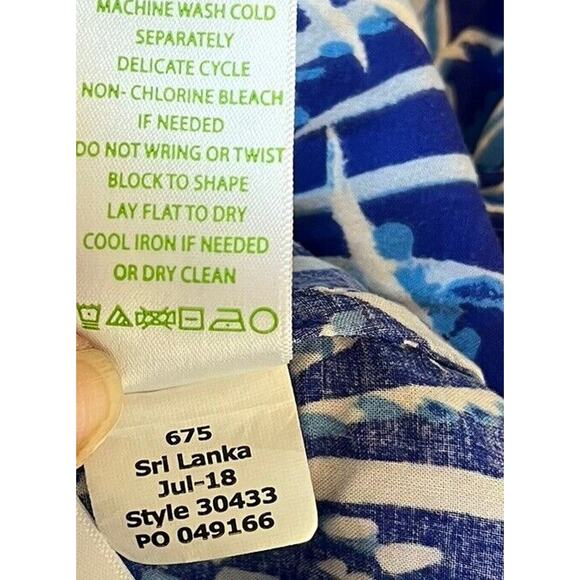 MACHINE WASH COLD
SEPARATELY
DELICATE CYCLE
NON- CHLORINE BLEACH
IF NEEDED
DO NOT WRING OR TWIST
BLOCK TO SHAPE
LAY FLAT TO DRY
COOL IRON IF NEEDED
OR DRY CLEAN
675
Sri Lanka
Jul-18
Style 30433
PO 049166